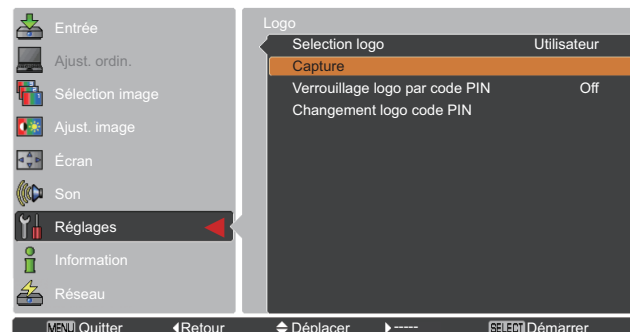 Entrée
Ajust. ordin.
Sélection image
Ajust. image
Écran
Son
Réglages
Information
Réseau
Logo
Selection logo Utilisateur
Capture
Verrouillage logo par code PIN Off
Changement logo code PIN
MENU Quitter Retour Déplacer ----- SELECT Démarrer